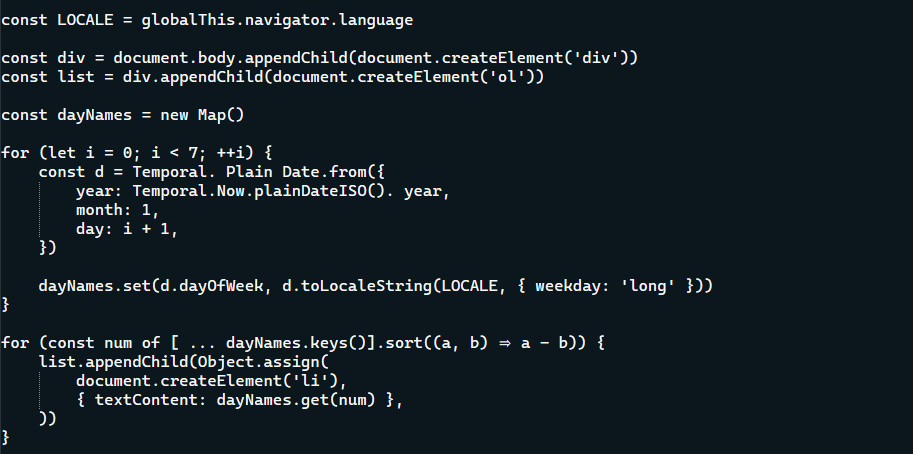 const LOCALE = globalThis.navigator.language

const div = document.body.appendChild(document.createElement('div'))
const list = div.appendChild(document.createElement('ol'))

const dayNames = new Map()

for (let i = 0; i < 7; ++i) {
    const d = Temporal. Plain Date.from({
        year: Temporal.Now.plainDateISO(). year,
        month: 1,
        day: i + 1,
    })

    dayNames.set(d.dayOfWeek, d.toLocaleString(LOCALE, { weekday: 'long' }))
}

for (const num of [ ... dayNames.keys()].sort((a, b) ⇒ a - b)) {
    list.appendChild(Object.assign(
        document.createElement('li'),
        { textContent: dayNames.get(num) },
    ))
}